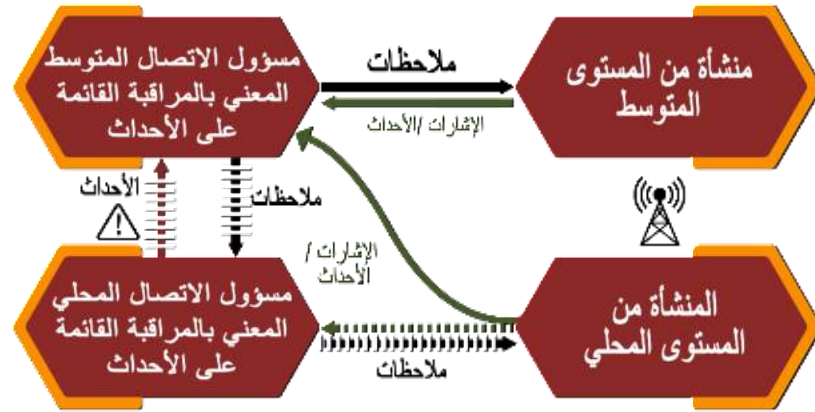 مسؤول الاتصال المتوسط
المعني بالمراقبة القائمة
على الأحداث
ملاحظات
الإشارات /الأحداث
منشأة من المستوى
المتوسط
الأحداث
ملاحظات
الإشارات /
الأحداث
مسؤول الاتصال المحلي
المعني بالمراقبة القائمة
على الأحداث
ملاحظات
المنشأة من
المستوى المحلي